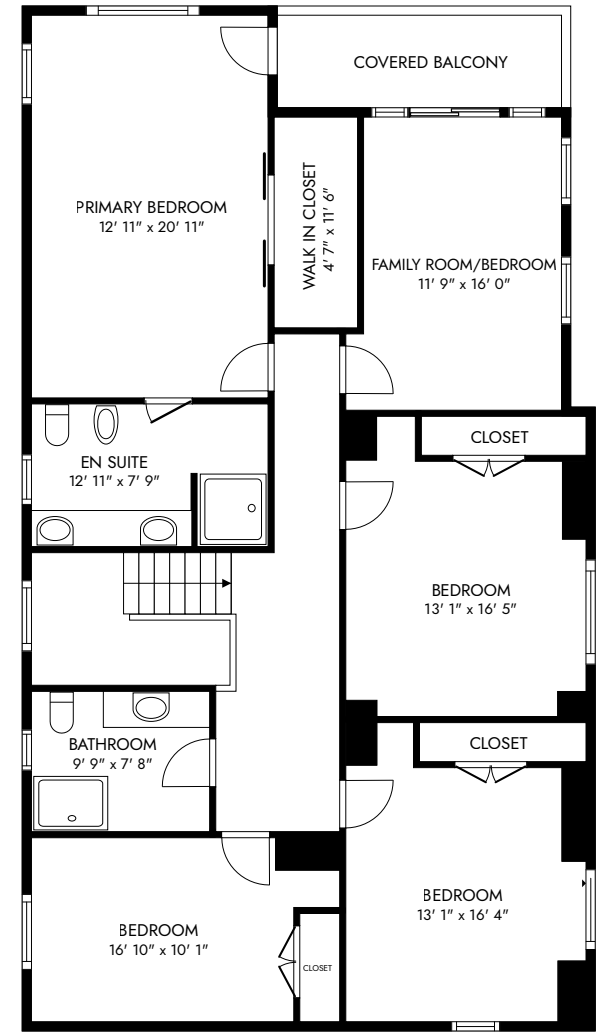 COVERED BALCONY
PRIMARY BEDROOM
12' 11" x 20' 11"
WALK IN CLOSET
4' 7" x 11' 6"
FAMILY ROOM/BEDROOM
11' 9" x 16' 0"
CLOSET
EN SUITE
12' 11" x 7' 9"
BEDROOM
13' 1" x 16' 5"
CLOSET
BATHROOM
9' 9" x 7' 8"
BEDROOM
13' 1" x 16' 4"
BEDROOM
16' 10" x 10' 1"
CLOSET